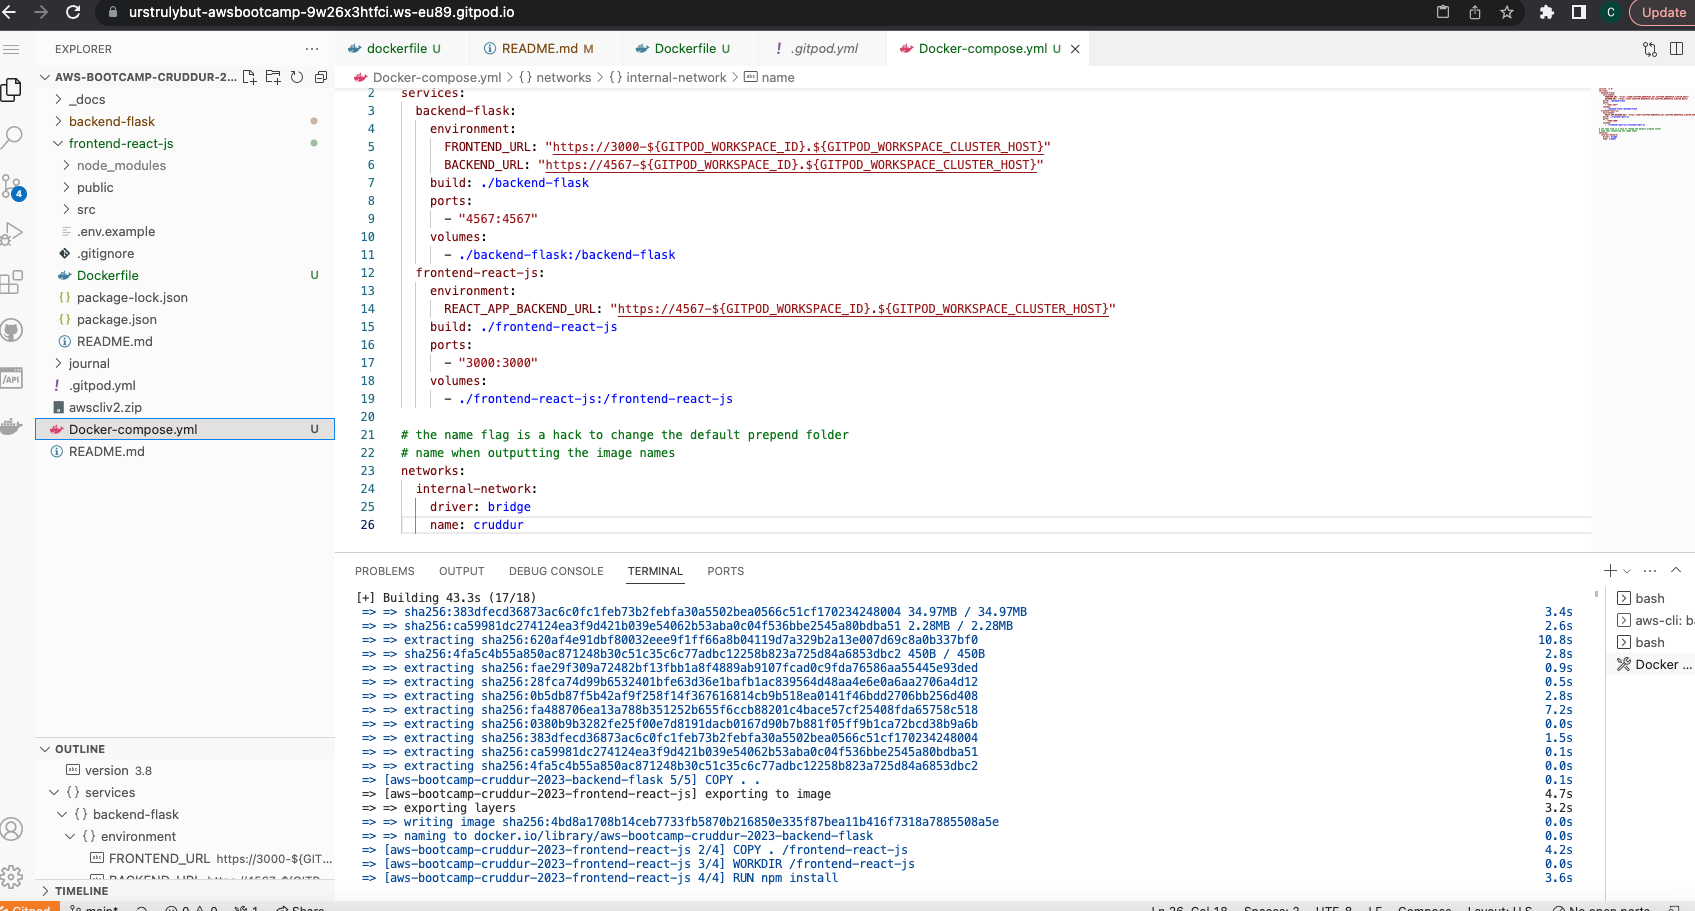 urstrulybut-awsbootcamp-9w26x3htfci.ws-eu89.gitpod.io
C
Update
EXPLORER
dockerfile U
README.md M
Dockerfile U
.gitpod.yml
Docker-compose.yml U
AWS-BOOTCAMP-CRUDDUR-2...
Docker-compose.yml > {} networks > {} internal-network > name
_docs
backend-flask
frontend-react-js
node_modules
public
src
.env.example
.gitignore
Dockerfile U
package-lock.json
package.json
README.md
journal
.gitpod.yml
awscliv2.zip
Docker-compose.yml U
README.md
4
/API
2 services:
3 backend-flask:
4 environment:
5 FRONTEND_URL: "https://3000-${GITPOD_WORKSPACE_ID}.${GITPOD_WORKSPACE_CLUSTER_HOST}"
6 BACKEND_URL: "https://4567-${GITPOD_WORKSPACE_ID}.${GITPOD_WORKSPACE_CLUSTER_HOST}"
7 build: ./backend-flask
8 ports:
9 - "4567:4567"
10 volumes:
11 - ./backend-flask:/backend-flask
12 frontend-react-js:
13 environment:
14 REACT_APP_BACKEND_URL: "https://4567-${GITPOD_WORKSPACE_ID}.${GITPOD_WORKSPACE_CLUSTER_HOST}"
15 build: ./frontend-react-js
16 ports:
17 - "3000:3000"
18 volumes:
19 - ./frontend-react-js:/frontend-react-js
20
21 # the name flag is a hack to change the default prepend folder
22 # name when outputting the image names
23 networks:
24 internal-network:
25 driver: bridge
26 name: cruddur
PROBLEMS OUTPUT DEBUG CONSOLE TERMINAL PORTS
[+] Building 43.3s (17/18)
=> => sha256:383dfecd36873ac6c0fc1feb73b2febfa30a5502bea0566c51cf170234248004 34.97MB / 34.97MB 3.4s
=> => sha256:ca59981dc274124ea3f9d421b039e54062b53aba0c04f536bbe2545a80bdba51 2.28MB / 2.28MB 2.6s
=> => extracting sha256:620af4e91dbf80032eee9f1ff66a8b04119d7a329b2a13e007d69c8a0b337bf0 10.8s
=> => sha256:4fa5c4b55a850ac871248b30c51c35c6c77adbc12258b823a725d84a6853dbc2 450B / 450B 2.8s
=> => extracting sha256:fae29f309a72482bf13fbb1a8f4889ab9107fcad0c9fda76586aa55445e93ded 0.9s
=> => extracting sha256:28fca74d99b6532401bfe63d36e1bafb1ac839564d48aa4e6e0a6aa2706a4d12 0.5s
=> => extracting sha256:0b5db87f5b42af9f258f14f367616814cb9b518ea0141f46bdd2706bb256d408 2.8s
=> => extracting sha256:fa488706ea13a788b351252b655f6ccb88201c4bace57cf25408fda65758c518 7.2s
=> => extracting sha256:0380b9b3282fe25f00e7d8191dacb0167d90b7b881f05ff9b1ca72bcd38b9a6b 0.0s
=> => extracting sha256:383dfecd36873ac6c0fc1feb73b2febfa30a5502bea0566c51cf170234248004 1.5s
=> => extracting sha256:ca59981dc274124ea3f9d421b039e54062b53aba0c04f536bbe2545a80bdba51 0.1s
=> => extracting sha256:4fa5c4b55a850ac871248b30c51c35c6c77adbc12258b823a725d84a6853dbc2 0.0s
=> [aws-bootcamp-cruddur-2023-backend-flask 5/5] COPY . . 0.1s
=> [aws-bootcamp-cruddur-2023-frontend-react-js] exporting to image 4.7s
=> => exporting layers 3.2s
=> => writing image sha256:4bd8a1708b14ceb7733fb5870b216850e335f87bea11b416f7318a7885508a5e 0.0s
=> => naming to docker.io/library/aws-bootcamp-cruddur-2023-backend-flask 0.0s
=> [aws-bootcamp-cruddur-2023-frontend-react-js 2/4] COPY . /frontend-react-js 4.2s
=> [aws-bootcamp-cruddur-2023-frontend-react-js 3/4] WORKDIR /frontend-react-js 0.0s
=> [aws-bootcamp-cruddur-2023-frontend-react-js 4/4] RUN npm install 3.6s
bash
aws-cli: ba
bash
Docker ...
OUTLINE
version 3.8
{} services
{} backend-flask
{} environment
FRONTEND_URL https://3000-${GIT...
BACKEND_URL https://4567-${GITP...
TIMELINE
Gitpod main* 0 0 1 Share
Ln 26, Col 18 Spaces: 2 UTF-8 LF Compose Layout: U.S. No open ports